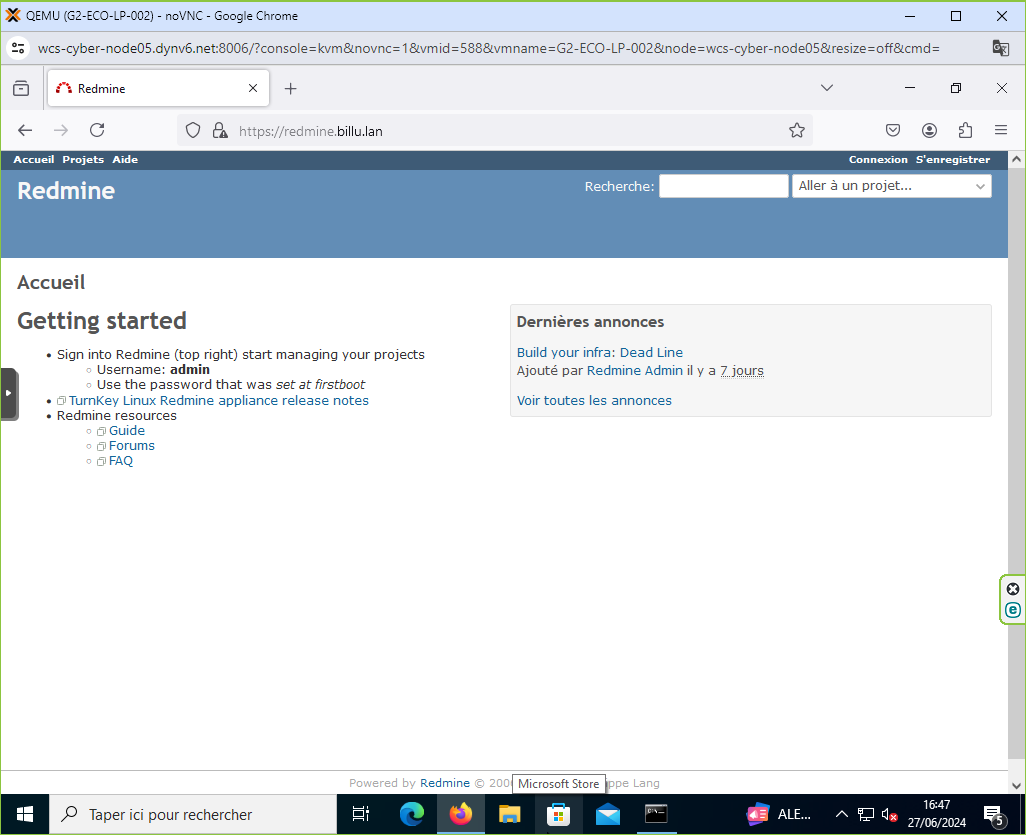 QEMU (G2-ECO-LP-002) - noVNC - Google Chrome
wcs-cyber-node05.dynv6.net:8006/?console=kvm&novnc=1&vmid=588&vmname=G2-ECO-LP-002&node=wcs-cyber-node05&resize=off&cmd=
Redmine
https://redmine.billu.lan
Accueil Projets Aide Connexion S'enregistrer
Redmine Recherche: Aller à un projet...
Accueil
Getting started
Sign into Redmine (top right) start managing your projects
Username: admin
Use the password that was set at firstboot
TurnKey Linux Redmine appliance release notes
Redmine resources
Guide
Forums
FAQ
Dernières annonces
Build your infra: Dead Line
Ajouté par Redmine Admin il y a 7 jours
Voir toutes les annonces
Powered by Redmine © Lang
Microsoft Store
Taper ici pour rechercher
ALE...
16:47
27/06/2024
5